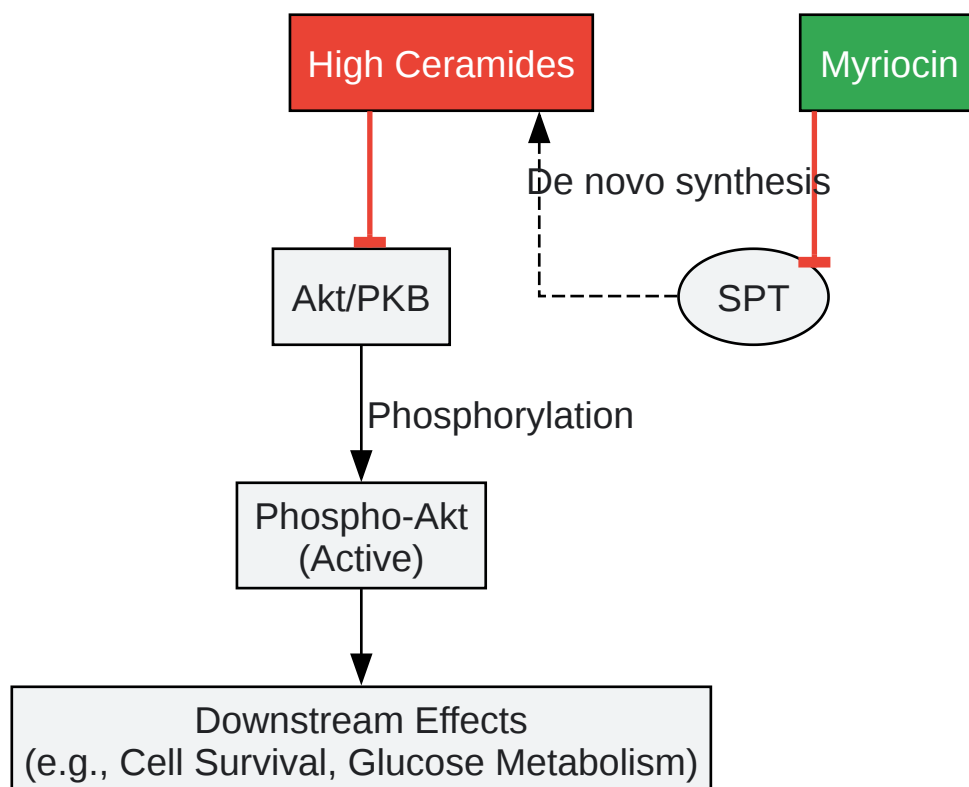 High Ceramides
Myriocin
De novo synthesis
Akt/PKB
SPT
Phosphorylation
Phospho-Akt
(Active)
Downstream Effects
(e.g., Cell Survival, Glucose Metabolism)